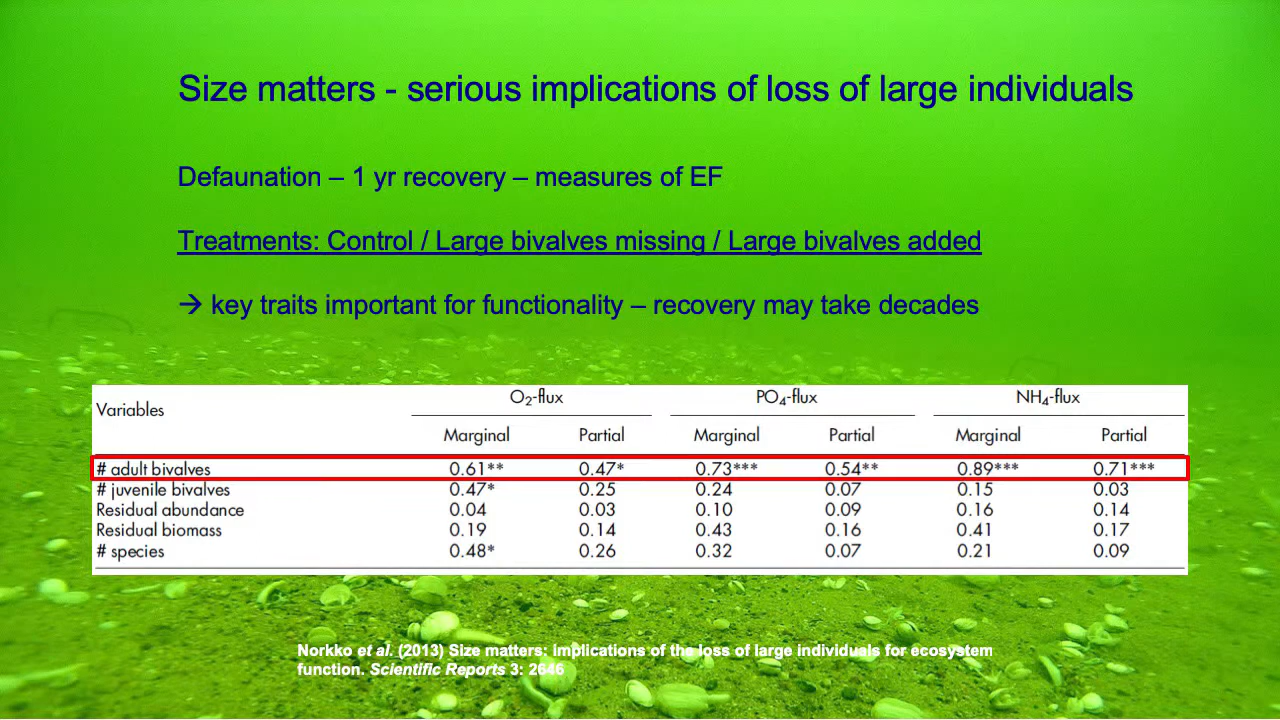 Size matters - serious implications of loss of large individuals
Defaunation – 1 yr recovery – measures of EF
Treatments: Control / Large bivalves missing / Large bivalves added
→ key traits important for functionality – recovery may take decades
Variables O₂-flux PO₄-flux NH₄-flux
Marginal Partial Marginal Partial Marginal Partial
# adult bivalves 0.61** 0.47* 0.73*** 0.54** 0.89*** 0.71***
# juvenile bivalves 0.47* 0.25 0.24 0.07 0.15 0.03
Residual abundance 0.04 0.03 0.10 0.09 0.16 0.14
Residual biomass 0.19 0.14 0.43 0.16 0.41 0.17
# species 0.48* 0.26 0.32 0.07 0.21 0.09
Norkko et al. (2013) Size matters: implications of the loss of large individuals for ecosystem
function. Scientific Reports 3: 2646